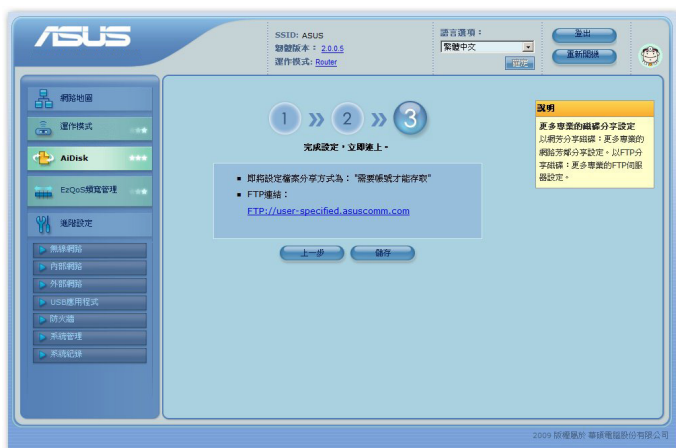 ASUS
SSID: ASUS
韌體版本： 2.0.0.5
運作模式: Router
語言選項：
繁體中文
登出
重新開機
網路地圖
運作模式
AiDisk
EzQoS頻寬管理
進階設定
無線網路
內部網路
外部網路
USB應用程式
防火牆
系統管理
系統紀錄
1 » 2 » 3
完成設定，立即連上。
即將設定檔案分享方式為： "需要帳號才能存取"
FTP連結：
FTP://user-specified.asuscomm.com
上一步
儲存
說明
更多專業的磁碟分享設定
以網芳分享磁碟：更多專業的
網路芳鄰分享設定。以FTP分
享磁碟：更多專業的FTP伺服
器設定。
2009 版權屬於 華碩電腦股份有限公司